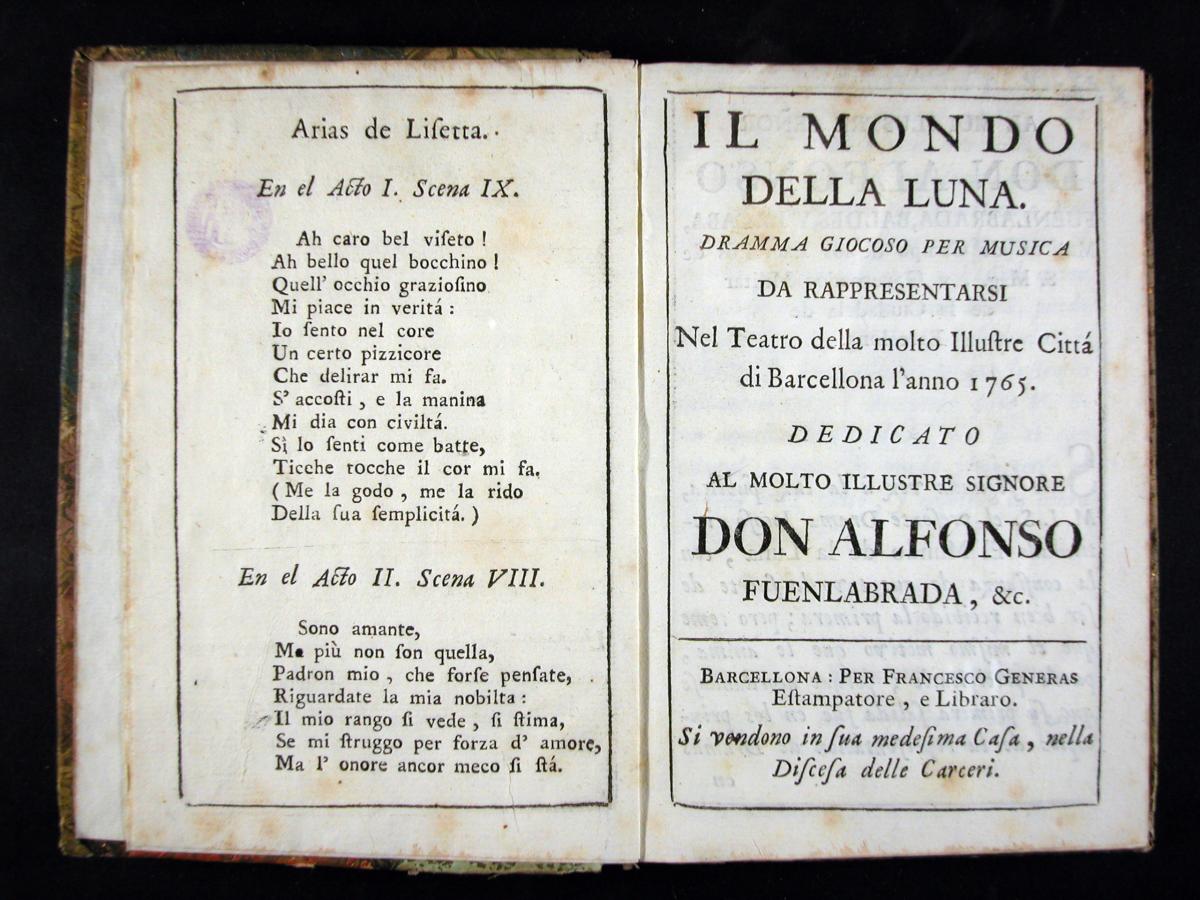 Arias de Liſetta.
En el Acto I. Scena IX.
Ah caro bel viſeto !
Ah bello quel bocchino !
Quell' occhio grazioſino
Mi piace in veritá :
Io ſento nel core
Un certo pizzicore
Che delirar mi fa.
S' accoſti , e la manina
Mi dia con civiltá.
Sì lo ſenti come batte,
Ticche tocche il cor mi fa.
( Me la godo , me la rido
Della ſua ſemplicitá. )
En el Acto II. Scena VIII.
Sono amante,
Ma più non ſon quella,
Padron mio , che forſe penſate,
Riguardate la mia nobilta :
Il mio rango ſi vede , ſi ſtima,
Se mi ſtruggo per forza d' amore,
Ma l' onore ancor meco ſi ſtá.
IL MONDO
DELLA LUNA.
DRAMMA GIOCOSO PER MUSICA
DA RAPPRESENTARSI
Nel Teatro della molto Illuſtre Cittá
di Barcellona l'anno 1765.
DEDICATO
AL MOLTO ILLUSTRE SIGNORE
DON ALFONSO
FUENLABRADA, &c.
BARCELLONA : PER FRANCESCO GENERAS
Eſtampatore , e Libraro.
Si vendono in ſua medeſima Caſa , nella
Diſceſa delle Carceri.